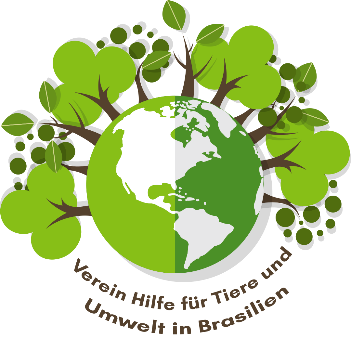 Verein Hilfe für Tiere und
Umwelt in Brasilien